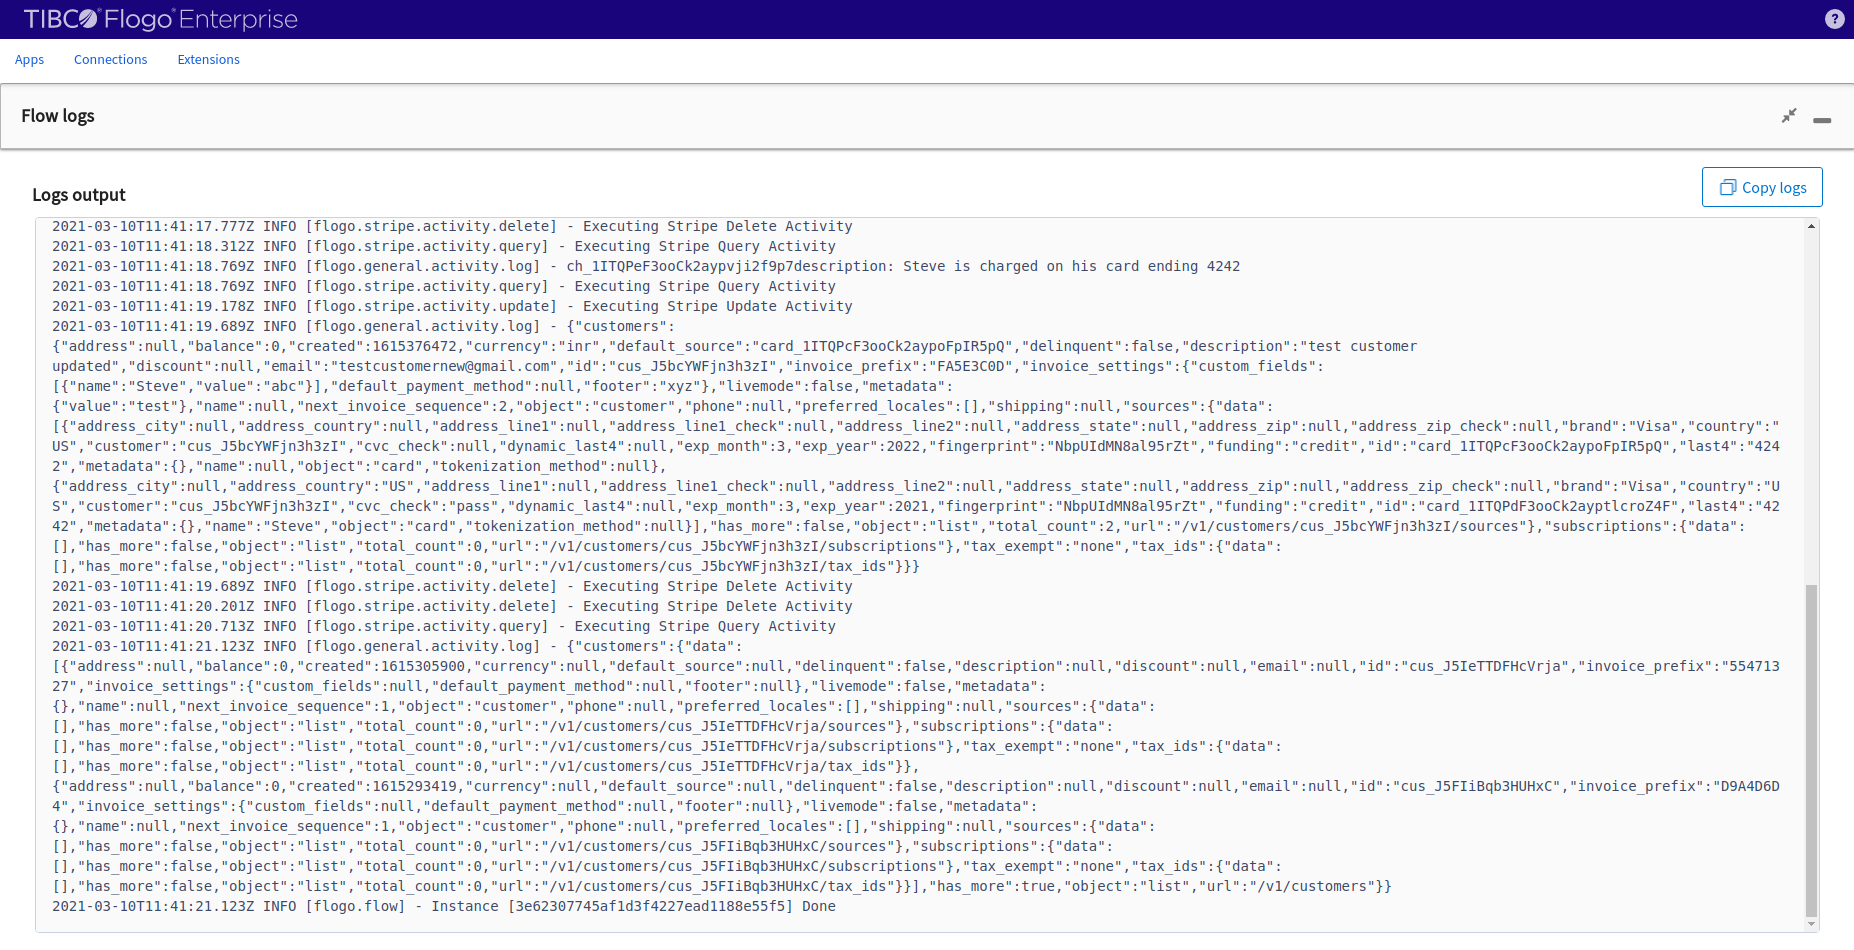 TIBCO Flogo® Enterprise
?
Apps Connections Extensions
Flow logs
Copy logs
Logs output
2021-03-10T11:41:17.777Z INFO [flogo.stripe.activity.delete] - Executing Stripe Delete Activity
2021-03-10T11:41:18.312Z INFO [flogo.stripe.activity.query] - Executing Stripe Query Activity
2021-03-10T11:41:18.769Z INFO [flogo.general.activity.log] - ch_1ITQPeF3ooCk2aypvji2f9p7description: Steve is charged on his card ending 4242
2021-03-10T11:41:18.769Z INFO [flogo.stripe.activity.query] - Executing Stripe Query Activity
2021-03-10T11:41:19.178Z INFO [flogo.stripe.activity.update] - Executing Stripe Update Activity
2021-03-10T11:41:19.689Z INFO [flogo.general.activity.log] - {"customers":
{"address":null,"balance":0,"created":1615376472,"currency":"inr","default_source":"card_1ITQPcF3ooCk2aypoFpIR5pQ","delinquent":false,"description":"test customer
updated","discount":null,"email":"testcustomernew@gmail.com","id":"cus_J5bcYWFjn3h3zI","invoice_prefix":"FA5E3C0D","invoice_settings":{"custom_fields":
[{"name":"Steve","value":"abc"}],"default_payment_method":null,"footer":"xyz"},"livemode":false,"metadata":
{"value":"test"},"name":null,"next_invoice_sequence":2,"object":"customer","phone":null,"preferred_locales":[],"shipping":null,"sources":{"data":
[{"address_city":null,"address_country":null,"address_line1":null,"address_line1_check":null,"address_line2":null,"address_state":null,"address_zip":null,"address_zip_check":null,"brand":"Visa","country":"
US","customer":"cus_J5bcYWFjn3h3zI","cvc_check":null,"dynamic_last4":null,"exp_month":3,"exp_year":2022,"fingerprint":"NbpUIdMN8al95rZt","funding":"credit","id":"card_1ITQPcF3ooCk2aypoFpIR5pQ","last4":"424
2","metadata":{},"name":null,"object":"card","tokenization_method":null},
{"address_city":null,"address_country":"US","address_line1":null,"address_line1_check":null,"address_line2":null,"address_state":null,"address_zip":null,"address_zip_check":null,"brand":"Visa","country":"U
S","customer":"cus_J5bcYWFjn3h3zI","cvc_check":"pass","dynamic_last4":null,"exp_month":3,"exp_year":2021,"fingerprint":"NbpUIdMN8al95rZt","funding":"credit","id":"card_1ITQPdF3ooCk2ayptlcroZ4F","last4":"42
42","metadata":{},"name":"Steve","object":"card","tokenization_method":null}],"has_more":false,"object":"list","total_count":2,"url":"/v1/customers/cus_J5bcYWFjn3h3zI/sources"},"subscriptions":{"data":
[],"has_more":false,"object":"list","total_count":0,"url":"/v1/customers/cus_J5bcYWFjn3h3zI/subscriptions"},"tax_exempt":"none","tax_ids":{"data":
[],"has_more":false,"object":"list","total_count":0,"url":"/v1/customers/cus_J5bcYWFjn3h3zI/tax_ids"}}}
2021-03-10T11:41:19.689Z INFO [flogo.stripe.activity.delete] - Executing Stripe Delete Activity
2021-03-10T11:41:20.201Z INFO [flogo.stripe.activity.delete] - Executing Stripe Delete Activity
2021-03-10T11:41:20.713Z INFO [flogo.stripe.activity.query] - Executing Stripe Query Activity
2021-03-10T11:41:21.123Z INFO [flogo.general.activity.log] - {"customers":{"data":
[{"address":null,"balance":0,"created":1615305900,"currency":null,"default_source":null,"delinquent":false,"description":null,"discount":null,"email":null,"id":"cus_J5IeTTDFHcVrja","invoice_prefix":"554713
27","invoice_settings":{"custom_fields":null,"default_payment_method":null,"footer":null},"livemode":false,"metadata":
{},"name":null,"next_invoice_sequence":1,"object":"customer","phone":null,"preferred_locales":[],"shipping":null,"sources":{"data":
[],"has_more":false,"object":"list","total_count":0,"url":"/v1/customers/cus_J5IeTTDFHcVrja/sources"},"subscriptions":{"data":
[],"has_more":false,"object":"list","total_count":0,"url":"/v1/customers/cus_J5IeTTDFHcVrja/subscriptions"},"tax_exempt":"none","tax_ids":{"data":
[],"has_more":false,"object":"list","total_count":0,"url":"/v1/customers/cus_J5IeTTDFHcVrja/tax_ids"}},
{"address":null,"balance":0,"created":1615293419,"currency":null,"default_source":null,"delinquent":false,"description":null,"discount":null,"email":null,"id":"cus_J5FIiBqb3HUHxC","invoice_prefix":"D9A4D6D
4","invoice_settings":{"custom_fields":null,"default_payment_method":null,"footer":null},"livemode":false,"metadata":
{},"name":null,"next_invoice_sequence":1,"object":"customer","phone":null,"preferred_locales":[],"shipping":null,"sources":{"data":
[],"has_more":false,"object":"list","total_count":0,"url":"/v1/customers/cus_J5FIiBqb3HUHxC/sources"},"subscriptions":{"data":
[],"has_more":false,"object":"list","total_count":0,"url":"/v1/customers/cus_J5FIiBqb3HUHxC/subscriptions"},"tax_exempt":"none","tax_ids":{"data":
[],"has_more":false,"object":"list","total_count":0,"url":"/v1/customers/cus_J5FIiBqb3HUHxC/tax_ids"}}],"has_more":true,"object":"list","url":"/v1/customers"}}
2021-03-10T11:41:21.123Z INFO [flogo.flow] - Instance [3e62307745af1d3f4227ead1188e55f5] Done